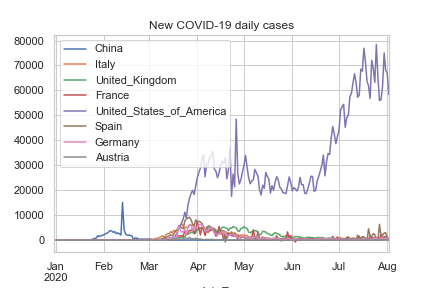 New COVID-19 daily cases
80000
70000
60000
50000
40000
30000
20000
10000
0
China
Italy
United_Kingdom
France
United_States_of_America
Spain
Germany
Austria
Jan Feb Mar Apr May Jun Jul Aug
2020